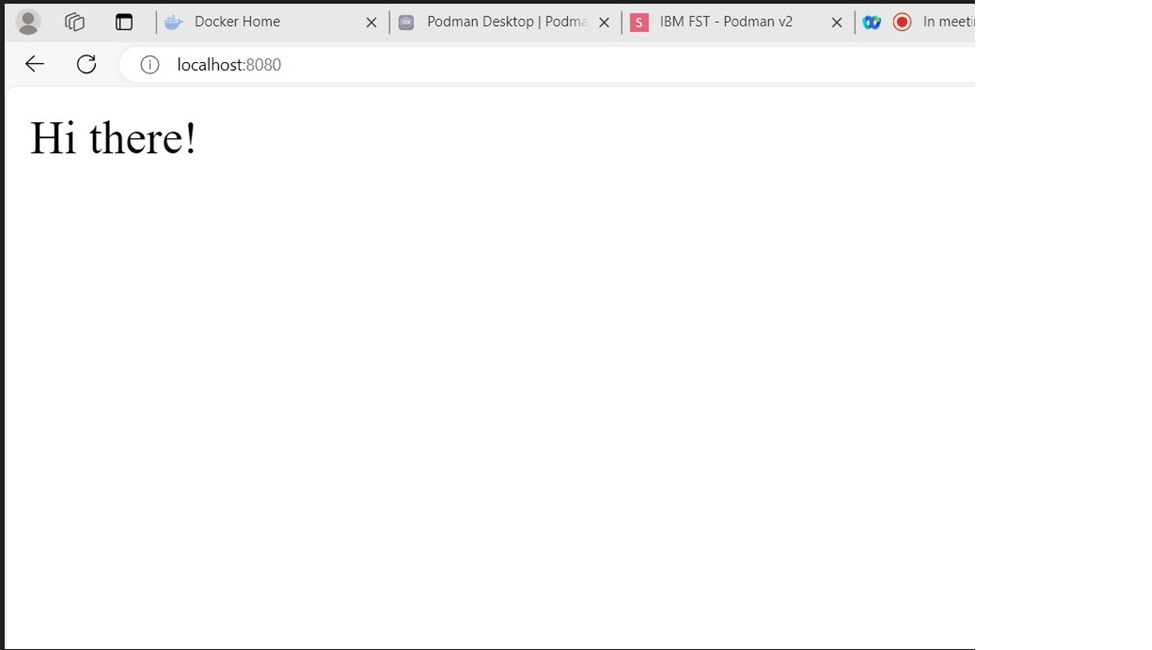 Docker Home
Podman Desktop | Podma
S IBM FST - Podman v2
In meeti
localhost:8080
Hi there!